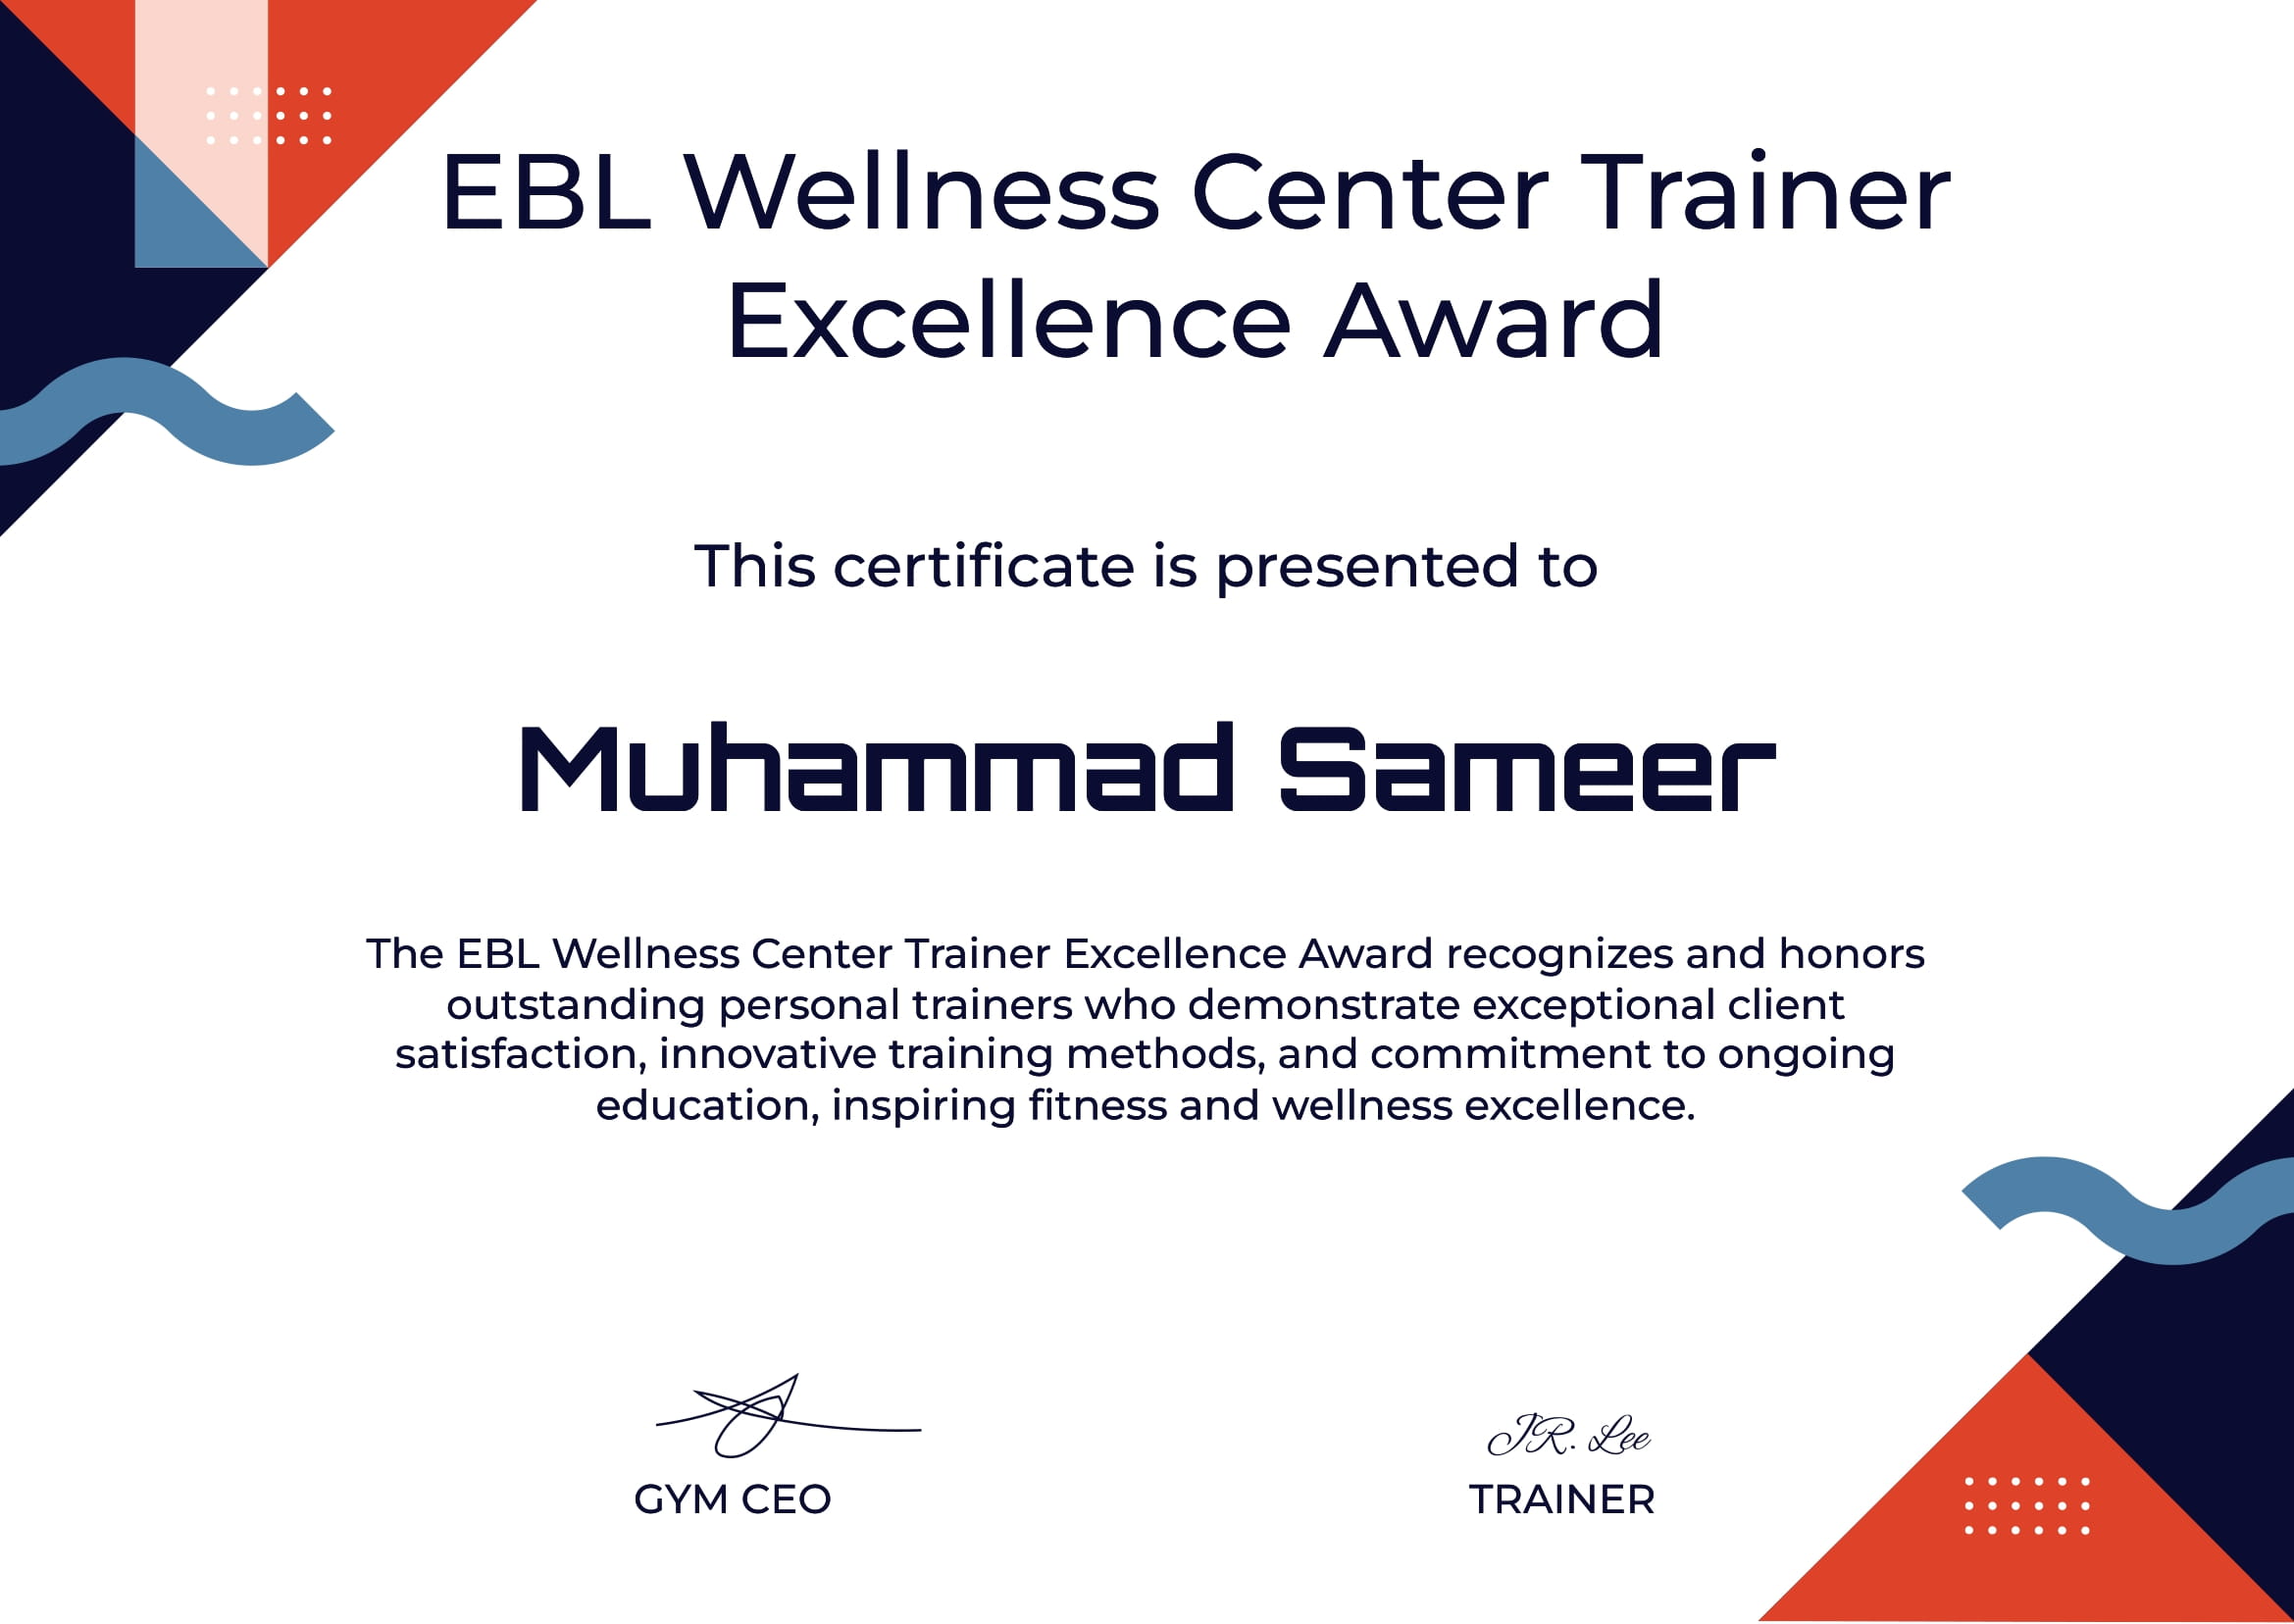 EBL Wellness Center Trainer
Excellence Award
This certificate is presented to
Muhammad Sameer
The EBL Wellness Center Trainer Excellence Award recognizes and honors
outstanding personal trainers who demonstrate exceptional client
satisfaction, innovative training methods, and commitment to ongoing
education, inspiring fitness and wellness excellence.
JR. Lee
GYM CEO
TRAINER